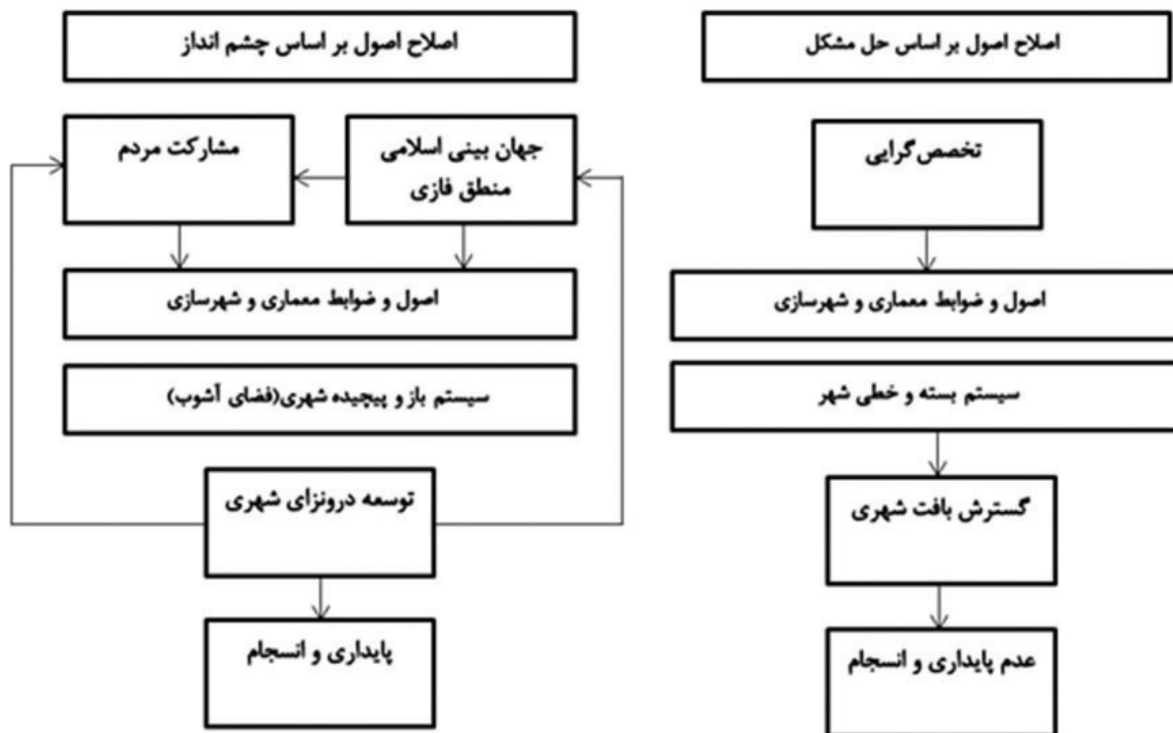 اصلاح اصول بر اساس حل مشکل
تخصص‌گرایی
اصول و ضوابط معماری و شهرسازی
سیستم بسته و خطی شهر
گسترش بافت شهری
عدم پایداری و انسجام
اصلاح اصول بر اساس چشم انداز
جهان بینی اسلامی
منطق فازی
مشارکت مردم
اصول و ضوابط معماری و شهرسازی
سیستم باز و پیچیده شهری(فضای آشوب)
توسعه درونزای شهری
پایداری و انسجام